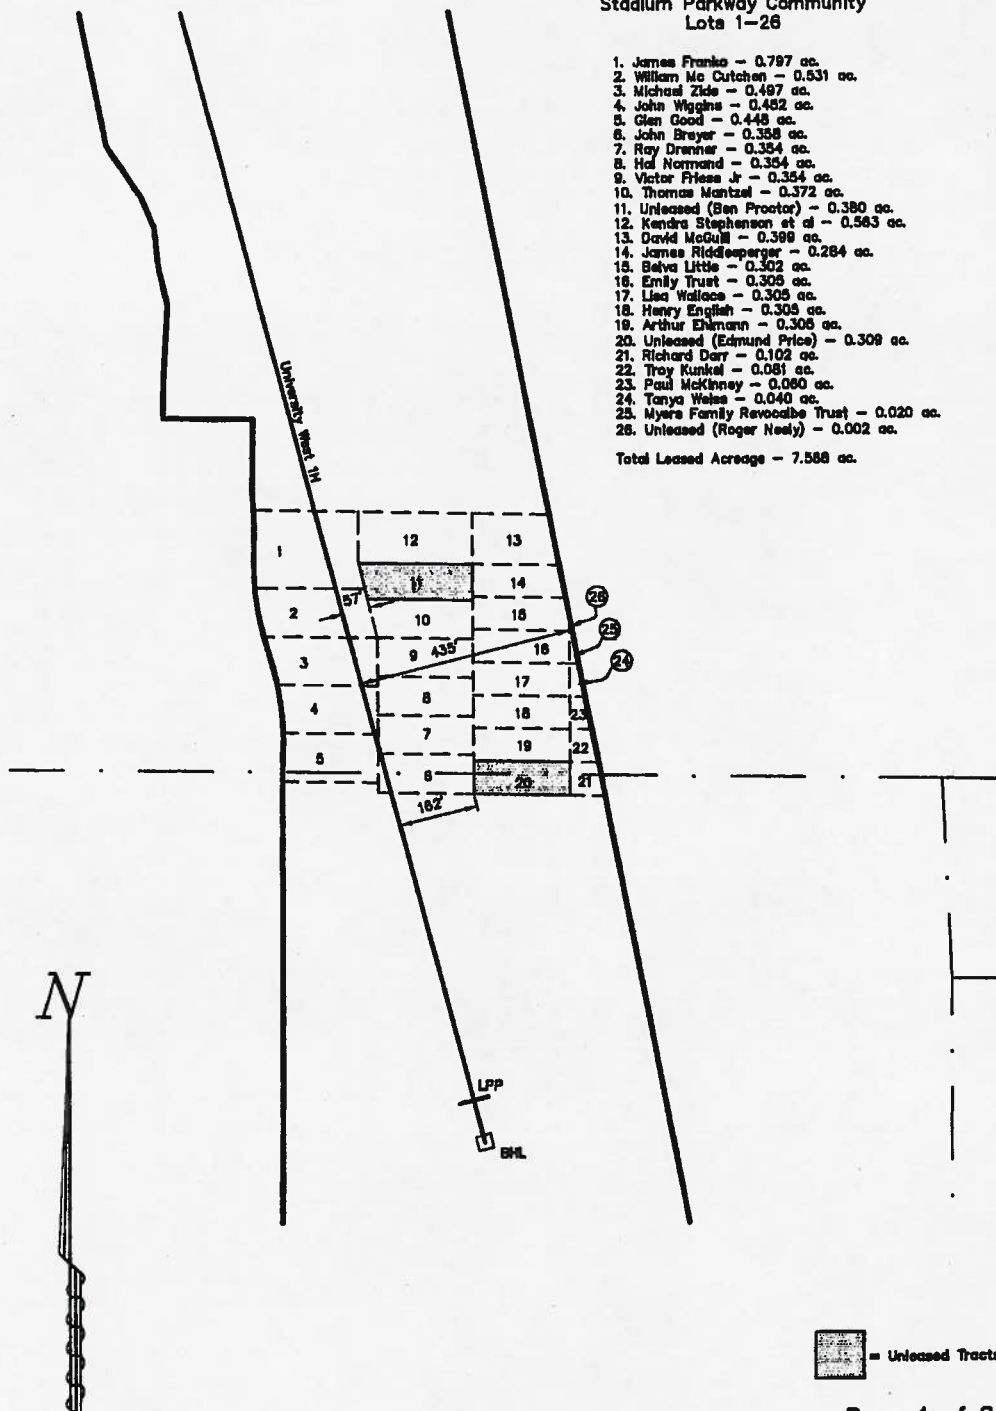 Stadium Parkway Community
Lots 1-26
1. James Franko - 0.797 ac.
2. William Mc Cutchen - 0.531 ac.
3. Michael Zide - 0.497 ac.
4. John Wiggins - 0.452 ac.
5. Glen Good - 0.448 ac.
6. John Breyer - 0.358 ac.
7. Ray Drenner - 0.354 ac.
8. Hal Normand - 0.354 ac.
9. Victor Friess Jr - 0.354 ac.
10. Thomas Mantzel - 0.372 ac.
11. Unleased (Ben Proctor) - 0.380 ac.
12. Kendra Stephenson et al - 0.563 ac.
13. David McGuill - 0.399 ac.
14. James Riddlesperger - 0.284 ac.
15. Belva Little - 0.302 ac.
16. Emily Trust - 0.305 ac.
17. Lisa Wallace - 0.305 ac.
18. Henry English - 0.305 ac.
19. Arthur Ehlmann - 0.306 ac.
20. Unleased (Edmund Price) - 0.309 ac.
21. Richard Darr - 0.102 ac.
22. Troy Kunkel - 0.081 ac.
23. Paul McKinney - 0.060 ac.
24. Tanya Weiss - 0.040 ac.
25. Myers Family Revocalbe Trust - 0.020 ac.
26. Unleased (Roger Neely) - 0.002 ac.
Total Leased Acreage - 7.588 ac.
University West 1H
12
13
1
11
14
57'
26
2
10
15
25
9
435'
16
3
24
17
8
4
18
23
7
19
22
5
6
20
21
162'
N
LPP
BHL
= Unleased Tracts